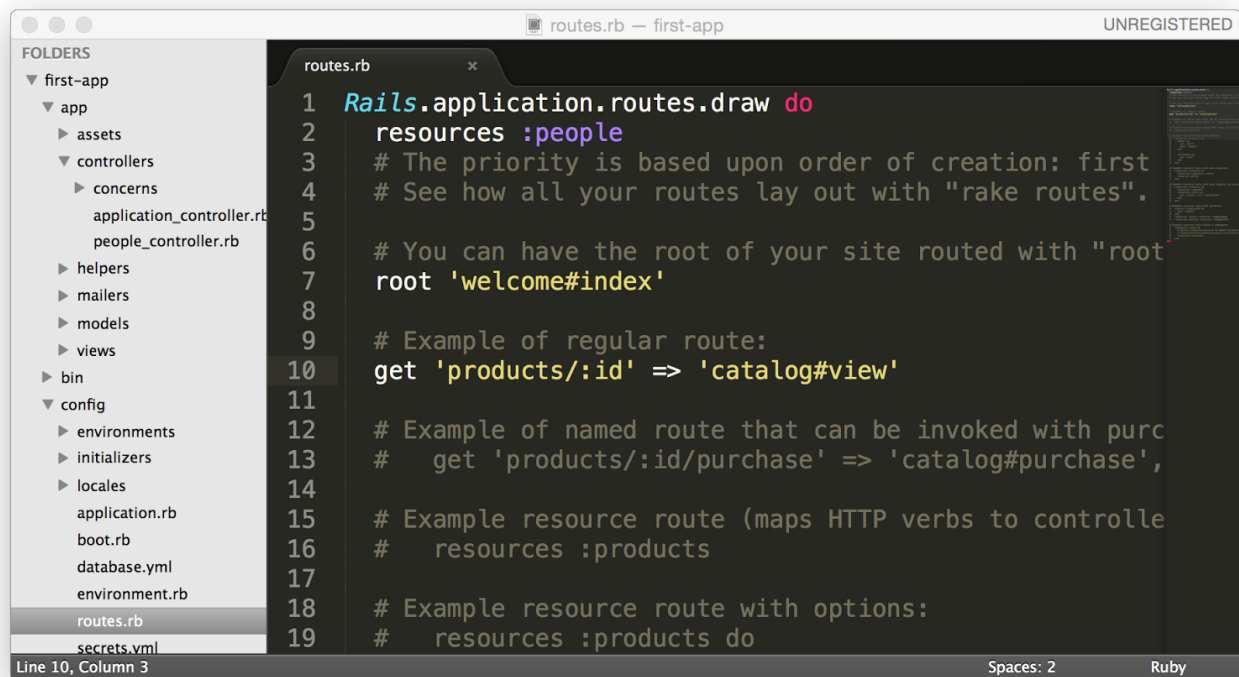 routes.rb — first-app
UNREGISTERED
FOLDERS
first-app
app
assets
controllers
concerns
application_controller.rb
people_controller.rb
helpers
mailers
models
views
bin
config
environments
initializers
locales
application.rb
boot.rb
database.yml
environment.rb
routes.rb
secrets.yml
routes.rb ×
1 Rails.application.routes.draw do
2 resources :people
3 # The priority is based upon order of creation: first
4 # See how all your routes lay out with "rake routes".
5
6 # You can have the root of your site routed with "root
7 root 'welcome#index'
8
9 # Example of regular route:
10 get 'products/:id' => 'catalog#view'
11
12 # Example of named route that can be invoked with purc
13 # get 'products/:id/purchase' => 'catalog#purchase',
14
15 # Example resource route (maps HTTP verbs to controlle
16 # resources :products
17
18 # Example resource route with options:
19 # resources :products do
Line 10, Column 3
Spaces: 2
Ruby